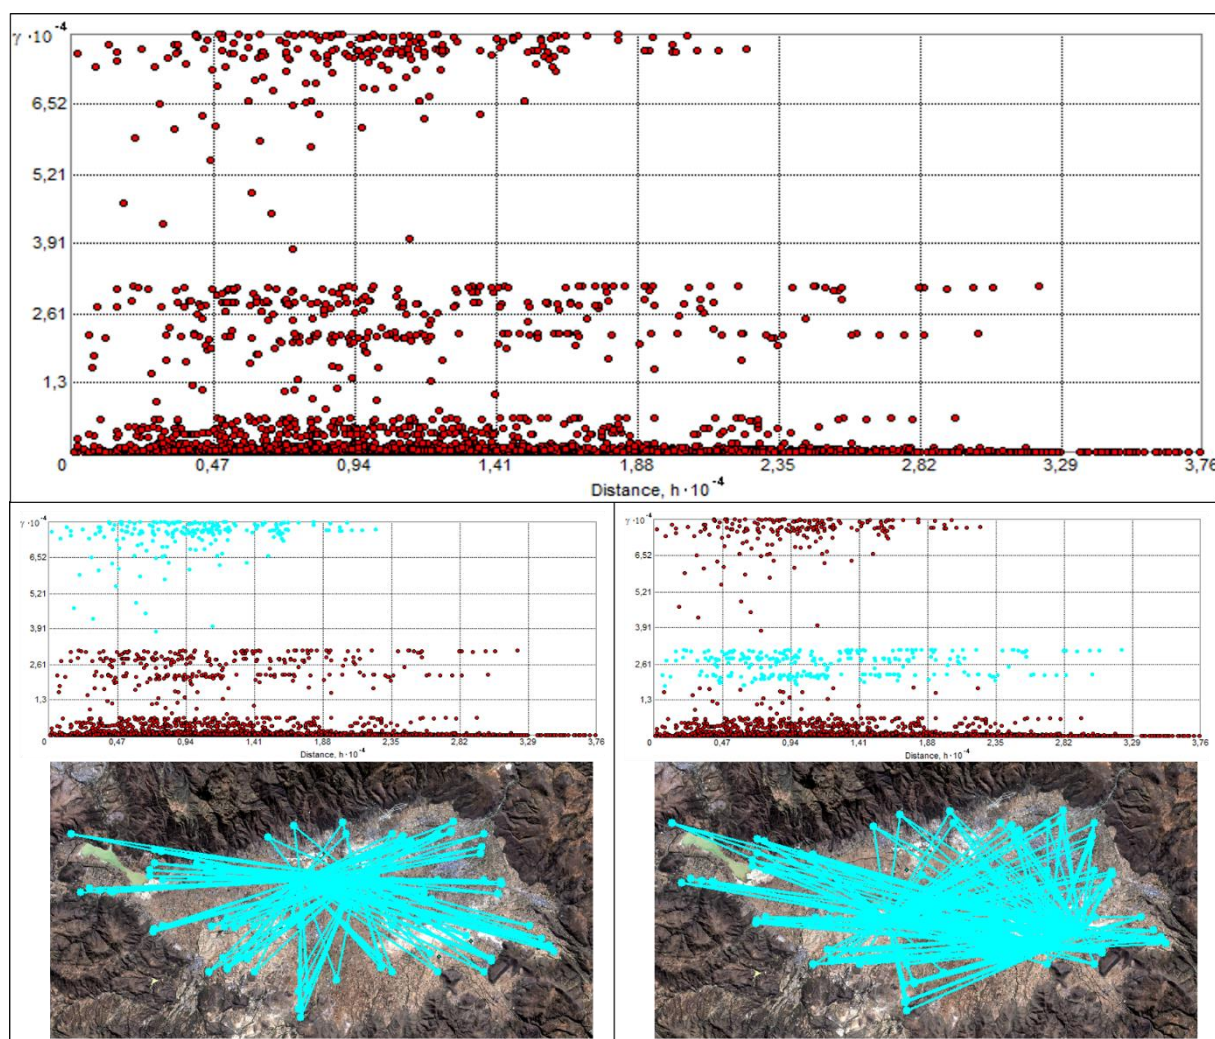 γ · 10⁻⁴
6,52
5,21
3,91
2,61
1,3
0 0,47 0,94 1,41 1,88 2,35 2,82 3,29 3,76
Distance, h · 10⁻⁴
γ · 10⁻⁴
6,52
5,21
3,91
2,61
1,3
0 0,47 0,94 1,41 1,88 2,35 2,82 3,29 3,76
Distance, h · 10⁻⁴
γ · 10⁻⁴
6,52
5,21
3,91
2,61
1,3
0 0,47 0,94 1,41 1,88 2,35 2,82 3,29 3,76
Distance, h · 10⁻⁴